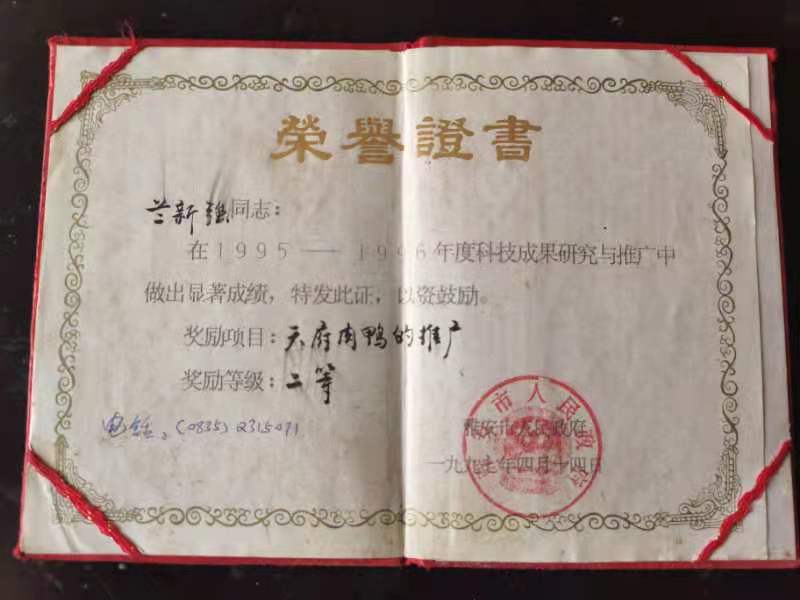 榮譽證書
兰新强同志:
在1995——1996年度科技成果研究与推广中
做出显著成绩，特发此证，以资鼓励。
奖励项目:天府肉鸭的推广
奖励等级:二等
电话:(0835)2315071
雅安市人民政府
一九九七年四月十四日
市人民政